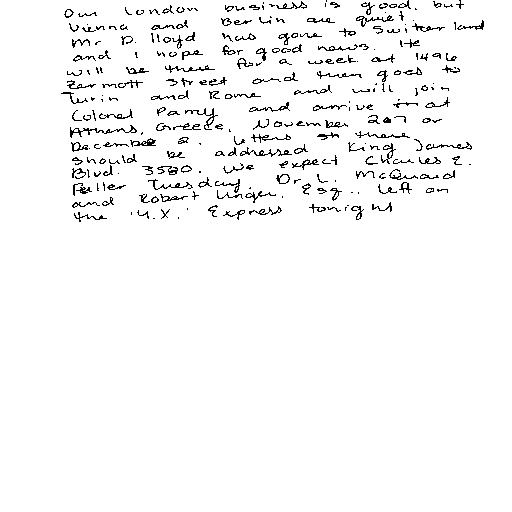 Our London business is good, but
Vienna and Berlin are quiet.
Mr. D. Lloyd has gone to Switzerland
and I hope for good news. He
will be there for a week at 1496
Zermott Street and then goes to
Turin and Rome and will join
Colonel Parry and arrive at
Athens, Greece, November 27 or
December 2. Letters there
should be addressed King James
Blvd. 3580. We expect Charles E.
Fuller Tuesday. Dr. L. McQuaid
and Robert Unger, Esq., left on
the 'Y.X.' Express tonight